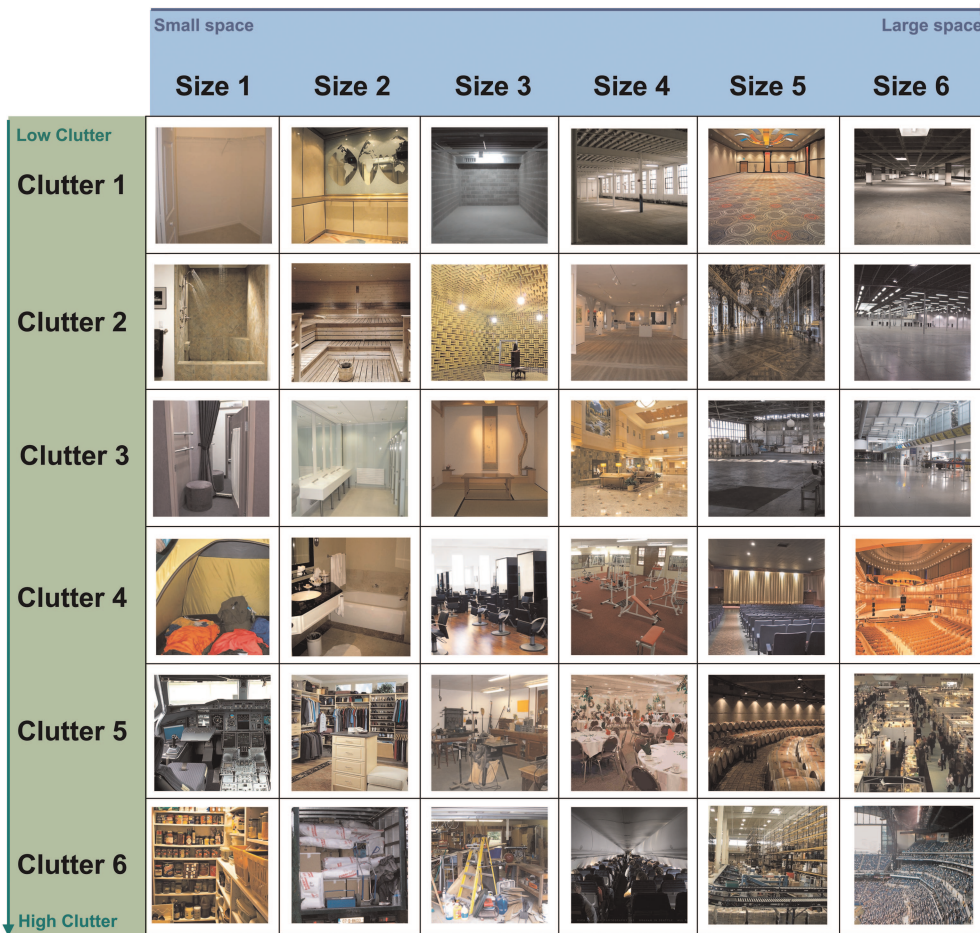 Small space
Large space
Size 1
Size 2
Size 3
Size 4
Size 5
Size 6
Low Clutter
Clutter 1
Clutter 2
Clutter 3
Clutter 4
Clutter 5
Clutter 6
High Clutter